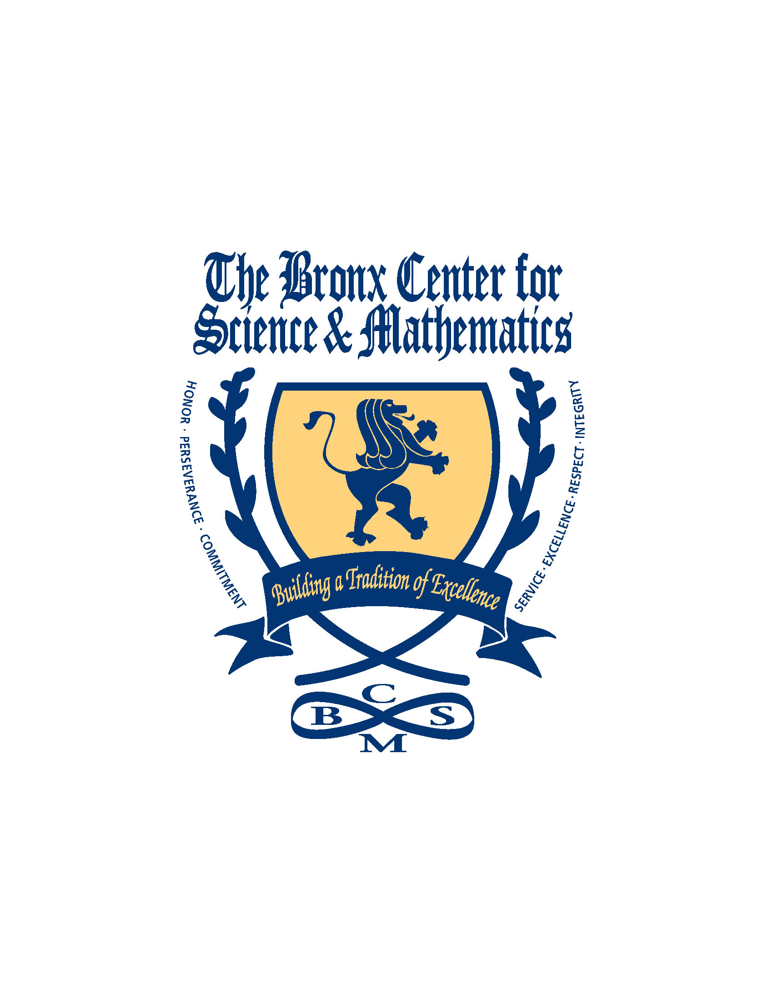 The Bronx Center for
Science & Mathematics
HONOR · PERSEVERANCE · COMMITMENT
SERVICE · EXCELLENCE · RESPECT · INTEGRITY
Building a Tradition of Excellence
C
B S
M